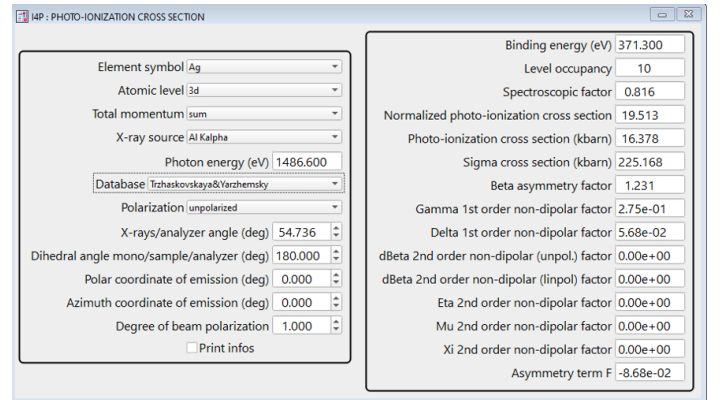 I4P : PHOTO-IONIZATION CROSS SECTION
Element symbol Ag
Atomic level 3d
Total momentum sum
X-ray source Al Kalpha
Photon energy (eV) 1486.600
Database Trzhaskovskaya&Yarzhemsky
Polarization unpolarized
X-rays/analyzer angle (deg) 54.736
Dihedral angle mono/sample/analyzer (deg) 180.000
Polar coordinate of emission (deg) 0.000
Azimuth coordinate of emission (deg) 0.000
Degree of beam polarization 1.000
Print infos
Binding energy (eV) 371.300
Level occupancy 10
Spectroscopic factor 0.816
Normalized photo-ionization cross section 19.513
Photo-ionization cross section (kbarn) 16.378
Sigma cross section (kbarn) 225.168
Beta asymmetry factor 1.231
Gamma 1st order non-dipolar factor 2.75e-01
Delta 1st order non-dipolar factor 5.68e-02
dBeta 2nd order non-dipolar (unpol.) factor 0.00e+00
dBeta 2nd order non-dipolar (linpol) factor 0.00e+00
Eta 2nd order non-dipolar factor 0.00e+00
Mu 2nd order non-dipolar factor 0.00e+00
Xi 2nd order non-dipolar factor 0.00e+00
Asymmetry term F -8.68e-02